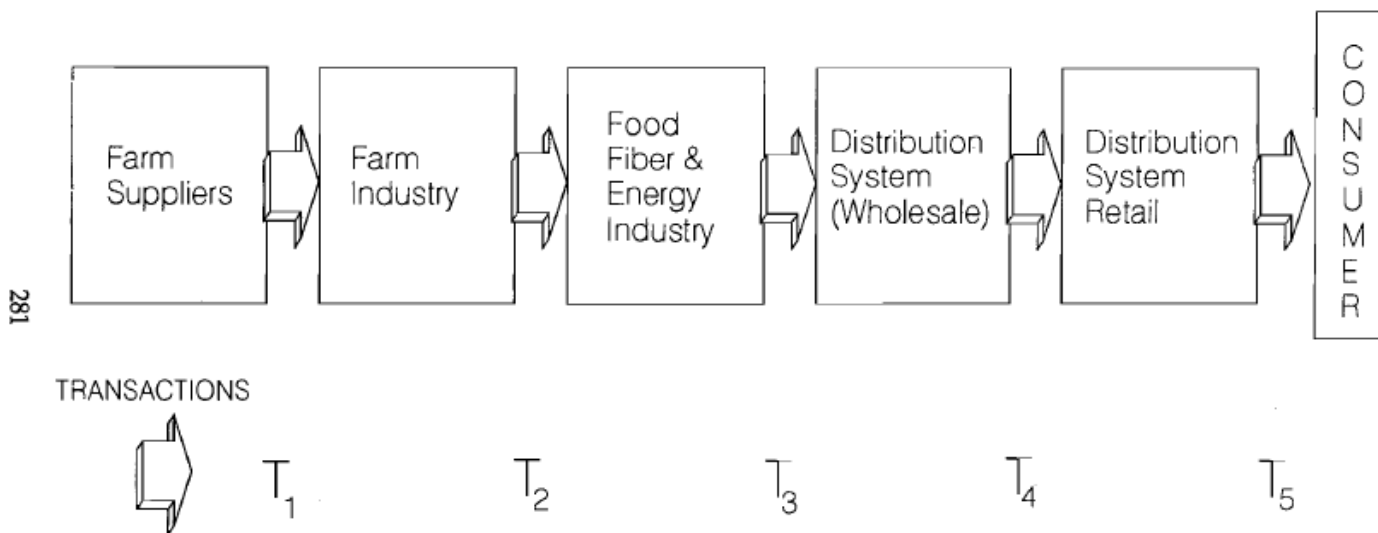 Farm
Suppliers
Farm
Industry
Food
Fiber &
Energy
Industry
Distribution
System
(Wholesale)
Distribution
System
Retail
CONSUMER
281
TRANSACTIONS
T1
T2
T3
T4
T5